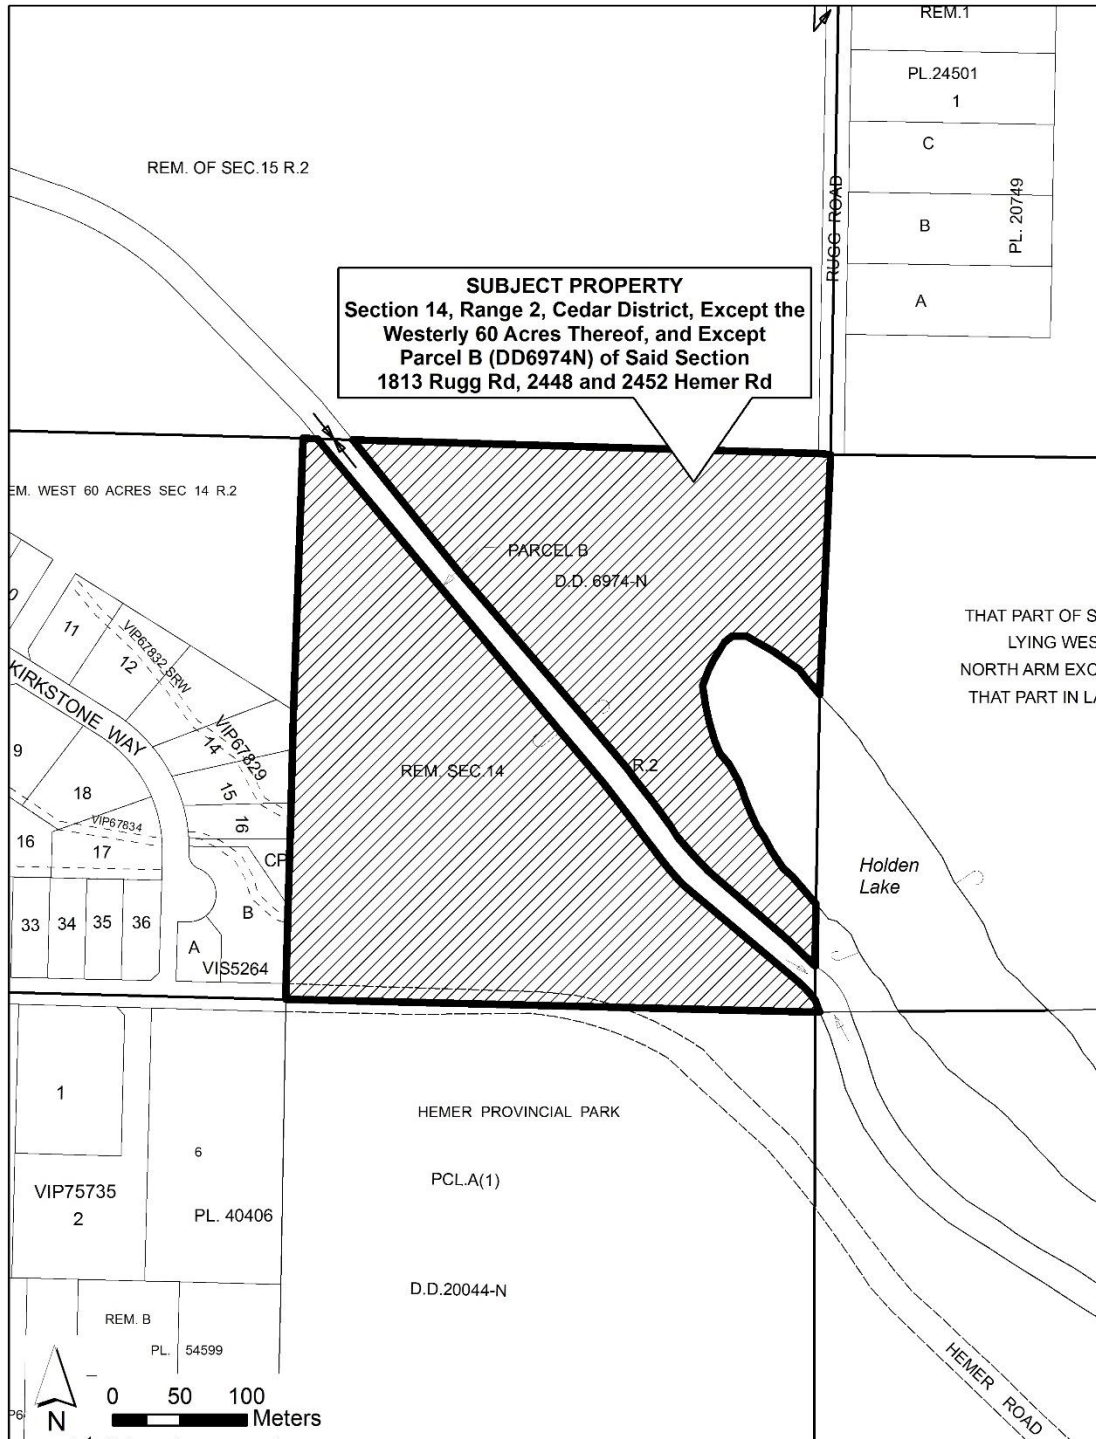 REM.1
PL.24501
1
C
B
A
PL. 20749
RUGG ROAD
REM. OF SEC.15 R.2
SUBJECT PROPERTY
Section 14, Range 2, Cedar District, Except the
Westerly 60 Acres Thereof, and Except
Parcel B (DD6974N) of Said Section
1813 Rugg Rd, 2448 and 2452 Hemer Rd
EM. WEST 60 ACRES SEC 14 R.2
PARCEL B
D.D. 6974-N
0
11
12
VIP67832 SRW
KIRKSTONE WAY
14
VIP67829
15
16
9
18
VIP67834
16
17
CP
33
34
35
36
B
A
VIS5264
REM. SEC.14
R.2
THAT PART OF S
LYING WES
NORTH ARM EXC
THAT PART IN LA
Holden
Lake
1
VIP75735
2
6
PL. 40406
HEMER PROVINCIAL PARK
PCL.A(1)
D.D.20044-N
REM. B
PL. 54599
HEMER ROAD
P6
N
0 50 100
Meters